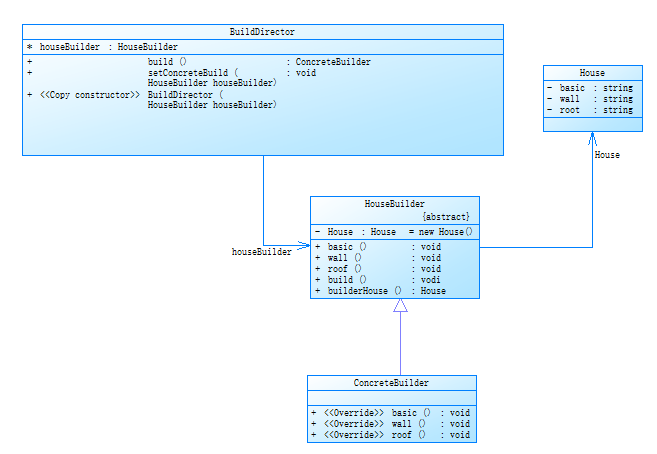 BuildDirector
* houseBuilder : HouseBuilder
+ build () : ConcreteBuilder
+ setConcreteBuild ( : void
HouseBuilder houseBuilder)
+ <<Copy constructor>> BuildDirector (
HouseBuilder houseBuilder)
House
- basic : string
- wall : string
- root : string
House
HouseBuilder
{abstract}
- House : House = new House()
+ basic () : void
+ wall () : void
+ roof () : void
+ build () : vodi
+ builderHouse () : House
houseBuilder
ConcreteBuilder
+ <<Override>> basic () : void
+ <<Override>> wall () : void
+ <<Override>> roof () : void